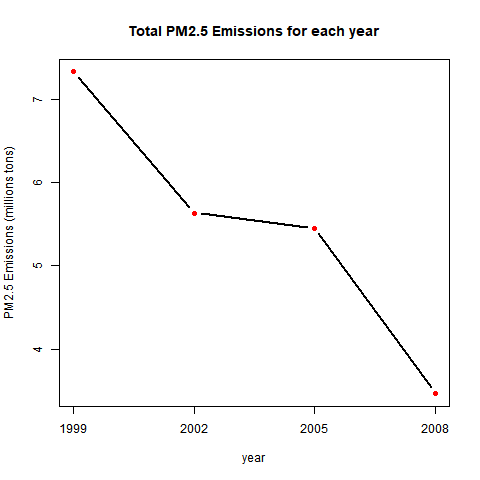 Total PM2.5 Emissions for each year
PM2.5 Emissions (millions tons)
7
6
5
4
1999 2002 2005 2008
year